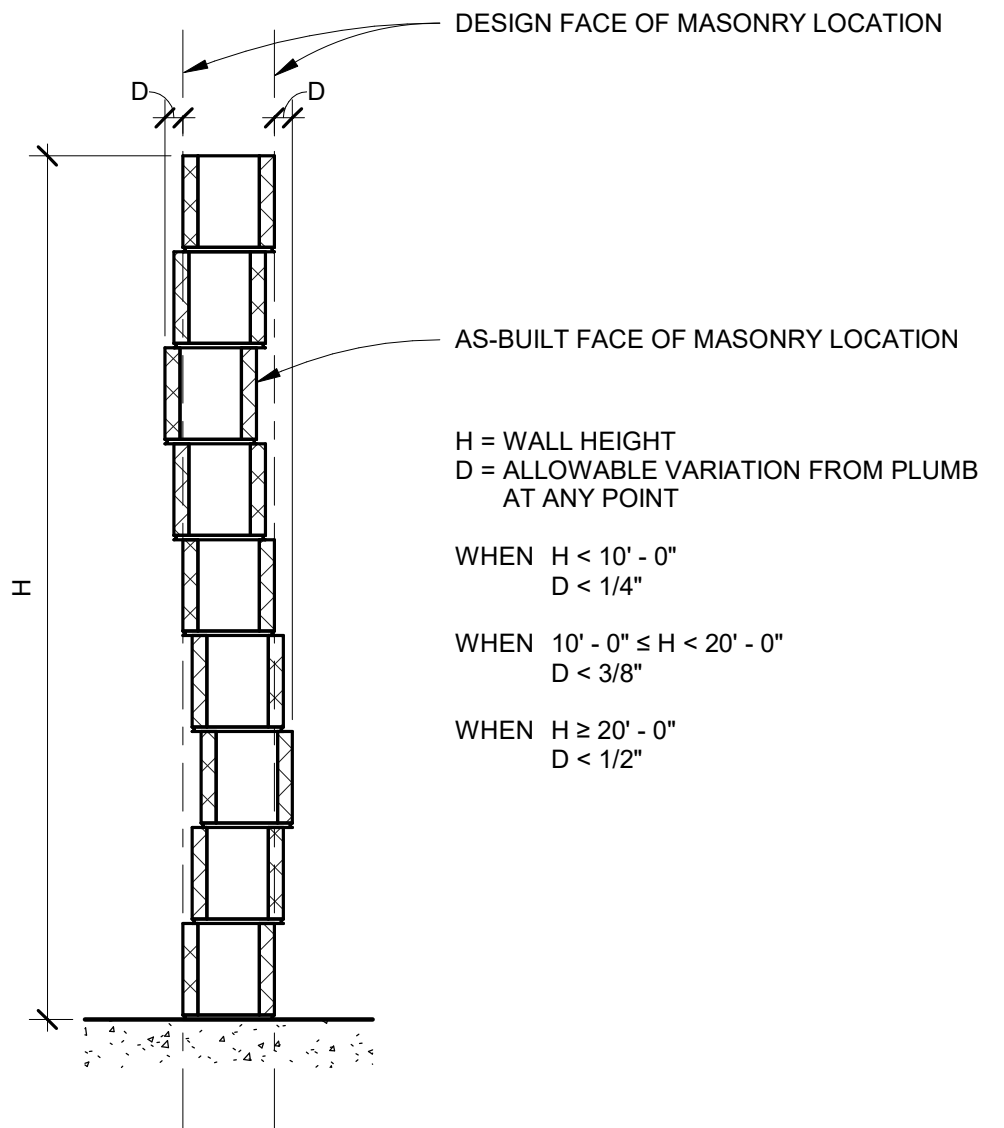 DESIGN FACE OF MASONRY LOCATION
D
D
AS-BUILT FACE OF MASONRY LOCATION
H = WALL HEIGHT
D = ALLOWABLE VARIATION FROM PLUMB
AT ANY POINT
H
WHEN H < 10' - 0"
D < 1/4"
WHEN 10' - 0" ≤ H < 20' - 0"
D < 3/8"
WHEN H ≥ 20' - 0"
D < 1/2"